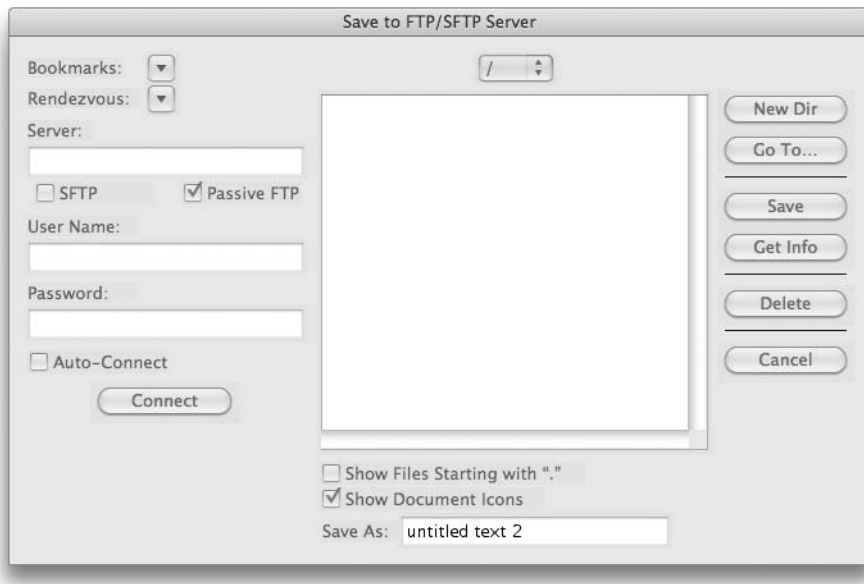 Save to FTP/SFTP Server
Bookmarks:
Rendezvous:
Server:
SFTP
Passive FTP
User Name:
Password:
Auto-Connect
Connect
/
New Dir
Go To...
Save
Get Info
Delete
Cancel
Show Files Starting with “.”
Show Document Icons
Save As: untitled text 2